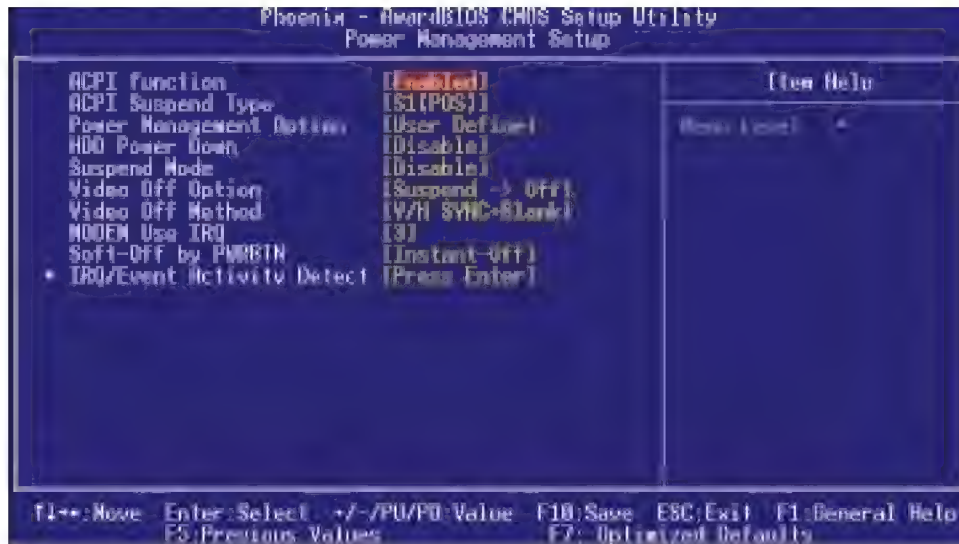 Phoenix - AwardBIOS CMOS Setup Utility
Power Management Setup
ACPI function [Enabled]
ACPI Suspend Type [S1(POS)]
Power Management Option [User Define]
HDD Power Down [Disable]
Suspend Mode [Disable]
Video Off Option [Suspend -> Off]
Video Off Method [V/H SYNC+Blank]
MODEM Use IRQ [3]
Soft-Off by PWRBTN [Instant-Off]
IRQ/Event Activity Detect [Press Enter]
Item Help
Menu Level
↑↓→←:Move Enter:Select +/-/PU/PD:Value F10:Save ESC:Exit F1:General Help
F5:Previous Values F7: Optimized Defaults